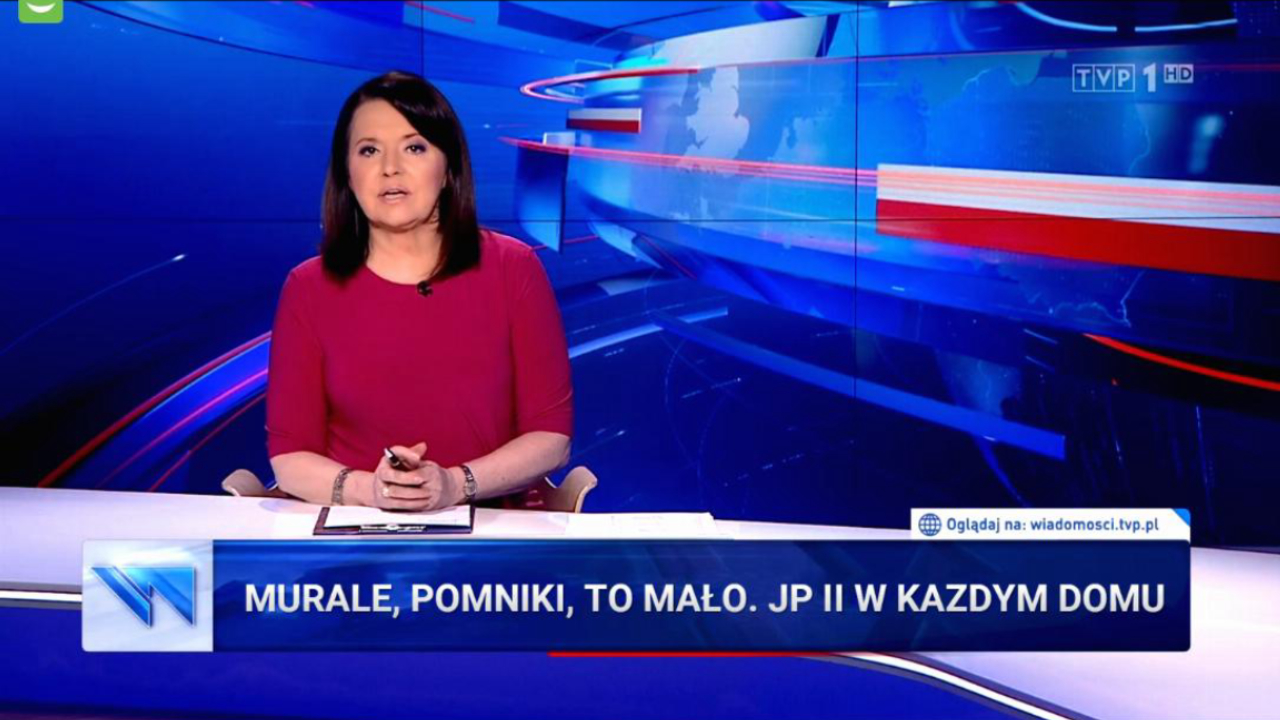 TVP 1 HD
Oglądaj na: wiadomosci.tvp.pl
MURALE, POMNIKI, TO MAŁO. JP II W KAZDYM DOMU